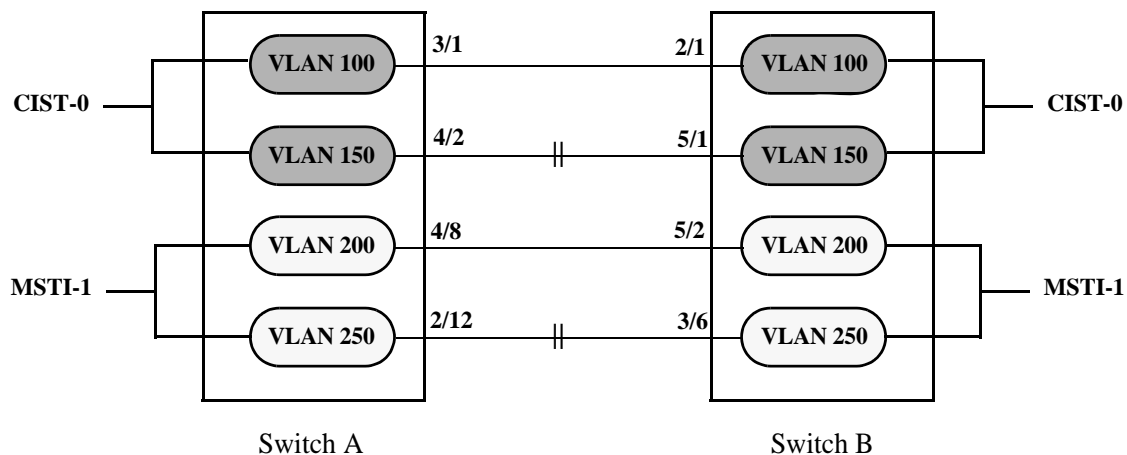 3/1 2/1
VLAN 100 VLAN 100
CIST-0 CIST-0
4/2 5/1
VLAN 150 VLAN 150
4/8 5/2
VLAN 200 VLAN 200
MSTI-1 MSTI-1
2/12 3/6
VLAN 250 VLAN 250
Switch A Switch B